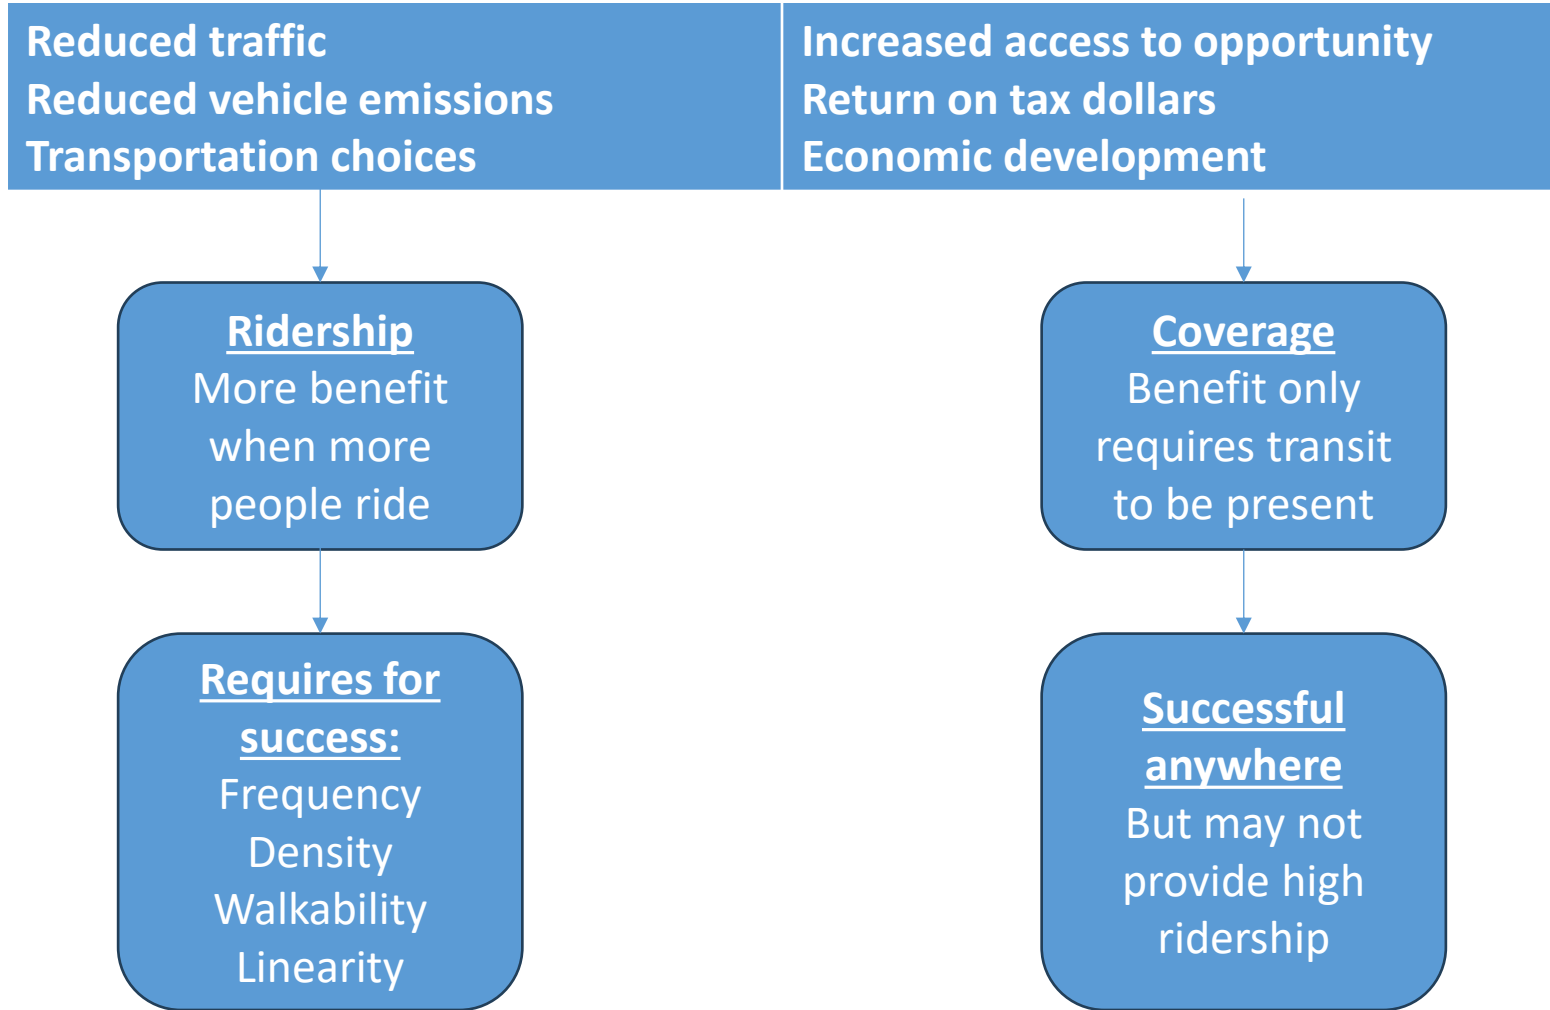 Reduced traffic
Reduced vehicle emissions
Transportation choices
Increased access to opportunity
Return on tax dollars
Economic development
Ridership
More benefit
when more
people ride
Coverage
Benefit only
requires transit
to be present
Requires for
success:
Frequency
Density
Walkability
Linearity
Successful
anywhere
But may not
provide high
ridership